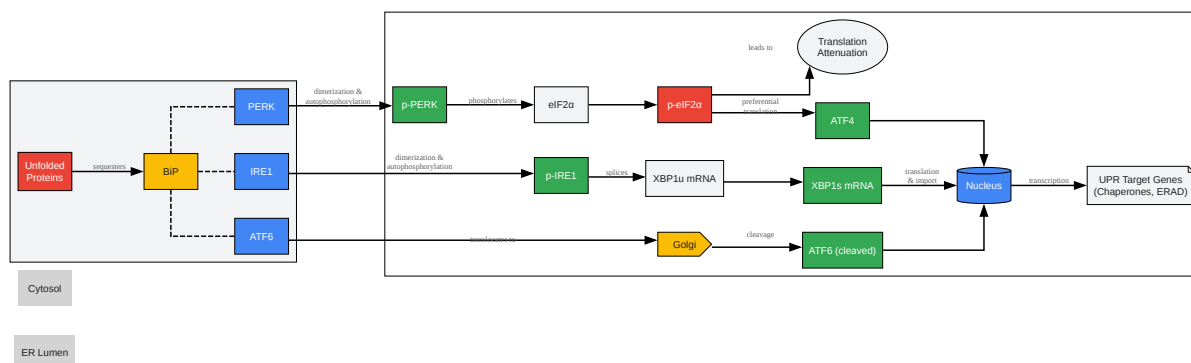 leads to
Translation
Attenuation
dimerization &
autophosphorylation
PERK
p-PERK
phosphorylates
eIF2α
p-eIF2α
preferential
translation
ATF4
Unfolded
Proteins
sequesters
BiP
IRE1
dimerization &
autophosphorylation
p-IRE1
splices
XBP1u mRNA
XBP1s mRNA
translation
& import
Nucleus
transcription
UPR Target Genes
(Chaperones, ERAD)
ATF6
translocates to
Golgi
cleavage
ATF6 (cleaved)
Cytosol
ER Lumen